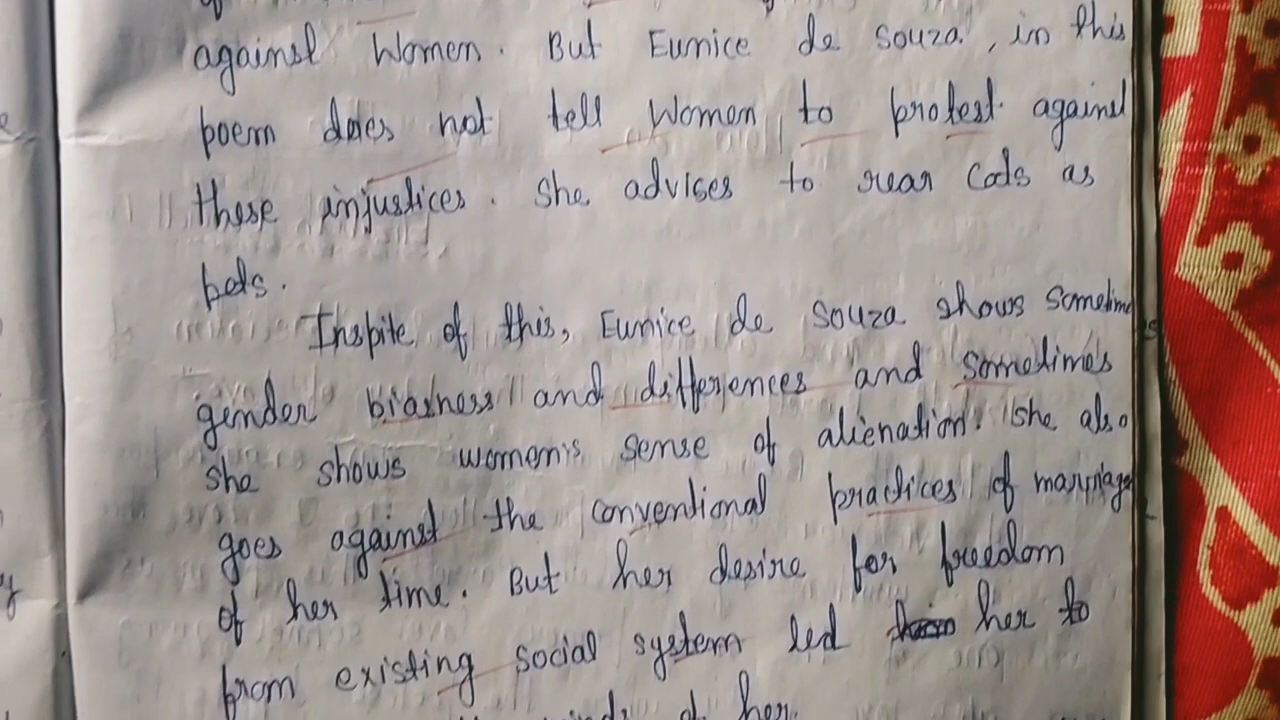 against Women. But Eunice de Souza, in this
poem does not tell Women to protest against
these injustices. She advises to rear Cats as
pets.
Inspite of this, Eunice de Souza shows sometimes
gender biasness and differences and sometimes
she shows women's sense of alienation. She also
goes against the conventional practices of marriage
of her time. But her desire for freedom
from existing social system led her to
of her